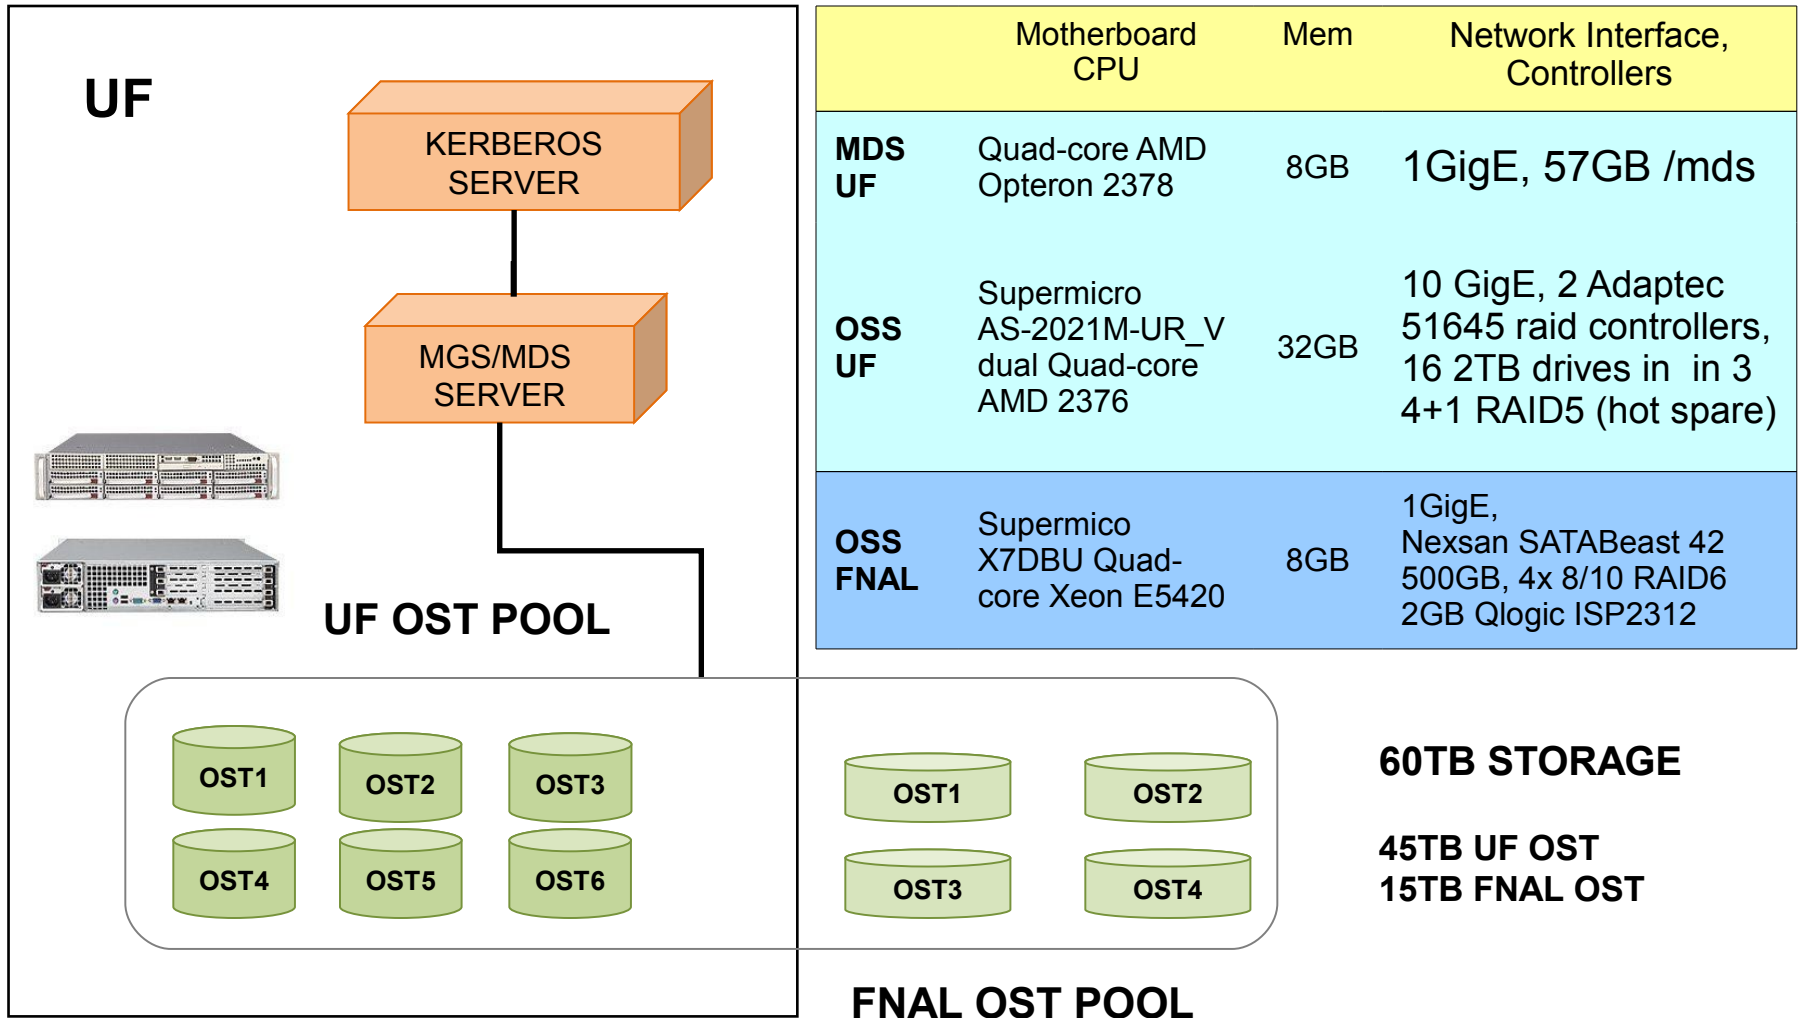 UF
KERBEROS
SERVER
MGS/MDS
SERVER
UF OST POOL
OST1
OST2
OST3
OST4
OST5
OST6
OST1
OST2
OST3
OST4
FNAL OST POOL
Motherboard
CPU
Mem
Network Interface,
Controllers
MDS
UF
Quad-core AMD
Opteron 2378
8GB
1GigE, 57GB /mds
OSS
UF
Supermicro
AS-2021M-UR_V
dual Quad-core
AMD 2376
32GB
10 GigE, 2 Adaptec
51645 raid controllers,
16 2TB drives in  in 3
4+1 RAID5 (hot spare)
OSS
FNAL
Supermico
X7DBU Quad-
core Xeon E5420
8GB
1GigE,
Nexsan SATABeast 42
500GB, 4x 8/10 RAID6
2GB Qlogic ISP2312
60TB STORAGE
45TB UF OST
15TB FNAL OST